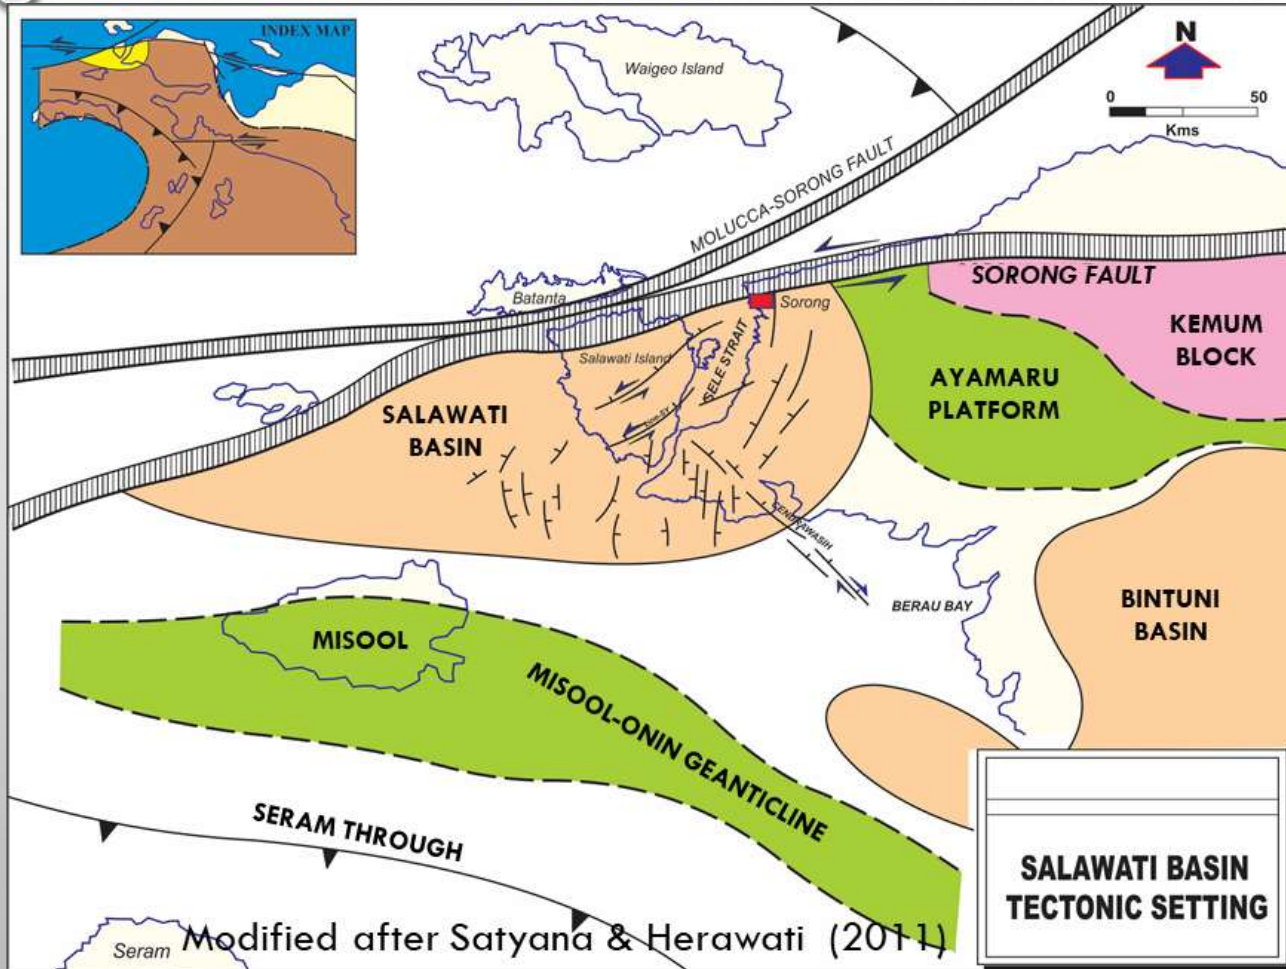 INDEX MAP
Waigeo Island
N
0 50
Kms
MOLUCCA-SORONG FAULT
SORONG FAULT
Batanta
Sorong
KEMUM
BLOCK
Salawati Island
SELE STRAIT
AYAMARU
PLATFORM
SALAWATI
BASIN
CENDRAWASIH
BERAU BAY
BINTUNI
BASIN
MISOOL
MISOOL-ONIN GEANTICLINE
SERAM THROUGH
SALAWATI BASIN
TECTONIC SETTING
Modified after Satyana & Herawati (2011)
Seram